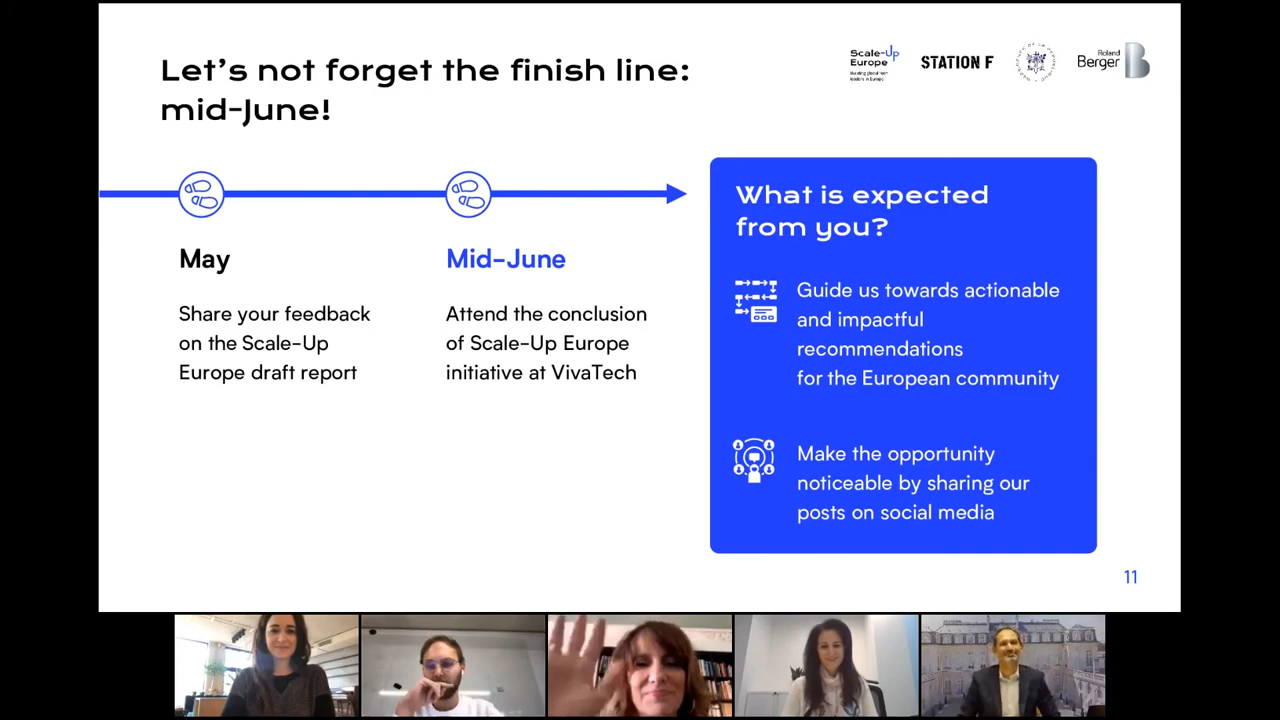 Let's not forget the finish line:
mid-June!
Scale-Up
Europe
STATION F
Roland
Berger
May
Share your feedback
on the Scale-Up
Europe draft report
Mid-June
Attend the conclusion
of Scale-Up Europe
initiative at VivaTech
What is expected
from you?
Guide us towards actionable
and impactful
recommendations
for the European community
Make the opportunity
noticeable by sharing our
posts on social media
11